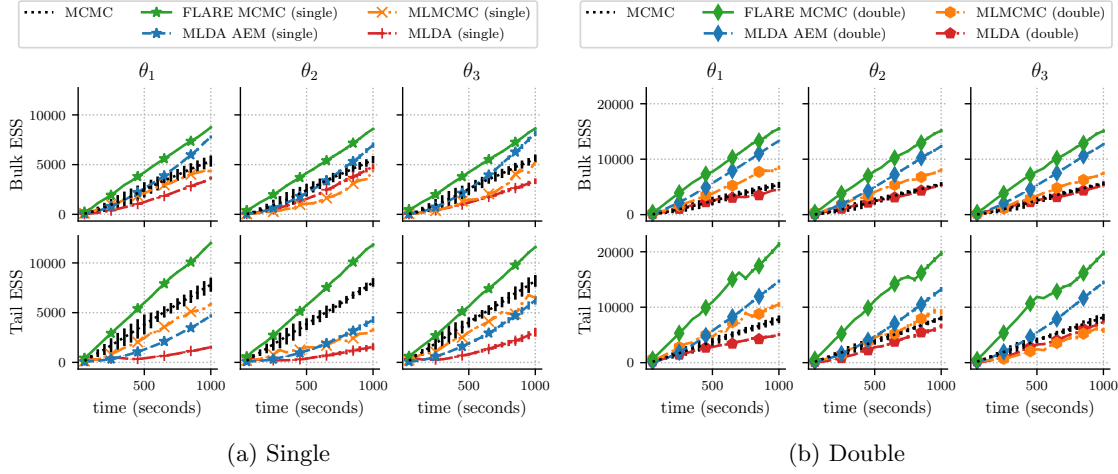 MCMC FLARE MCMC (single) MLMCMC (single)
MLDA AEM (single) MLDA (single)
MCMC FLARE MCMC (double) MLMCMC (double)
MLDA AEM (double) MLDA (double)
θ1 θ2 θ3
θ1 θ2 θ3
Bulk ESS
10000
5000
0
Bulk ESS
20000
10000
0
Tail ESS
10000
5000
0
Tail ESS
20000
10000
0
500 1000 500 1000 500 1000
500 1000 500 1000 500 1000
time (seconds) time (seconds) time (seconds)
time (seconds) time (seconds) time (seconds)
(a) Single
(b) Double